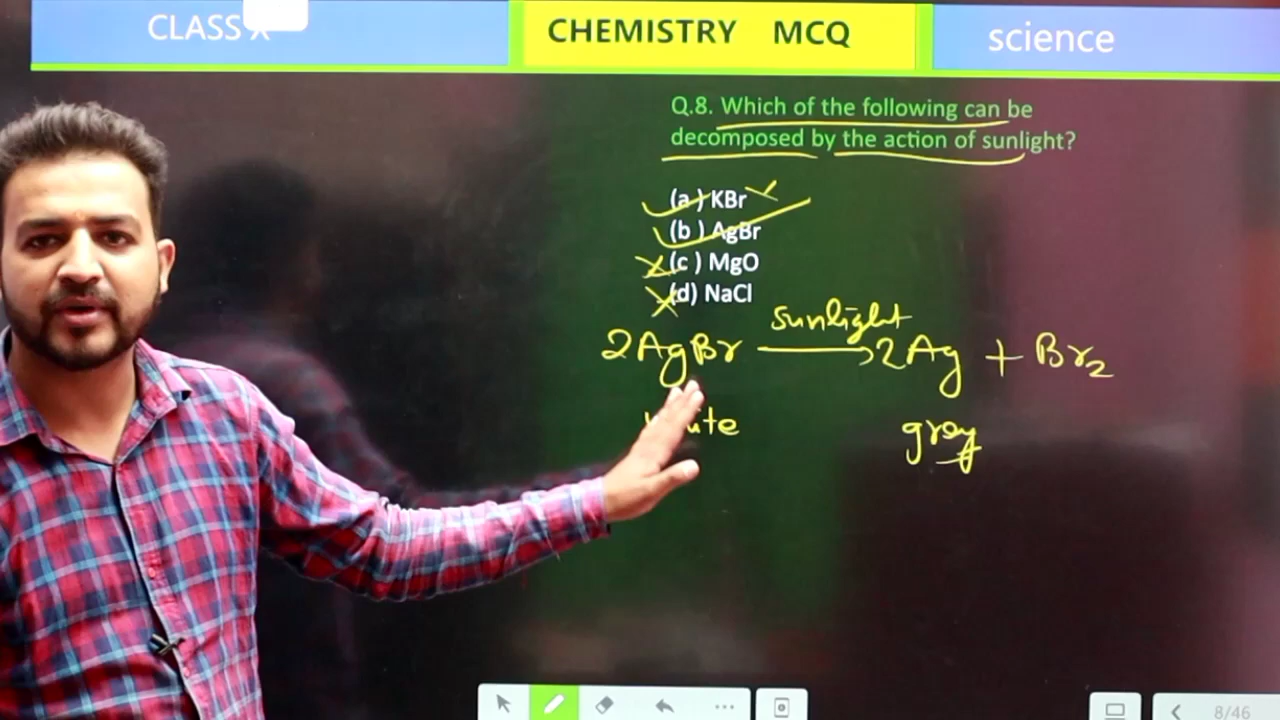 CLASS X
CHEMISTRY MCQ
science
Q.8. Which of the following can be
decomposed by the action of sunlight?
(a ) KBr
(b ) AgBr
(c ) MgO
(d) NaCl
sunlight
2AgBr → 2Ag + Br₂
grey
8/46